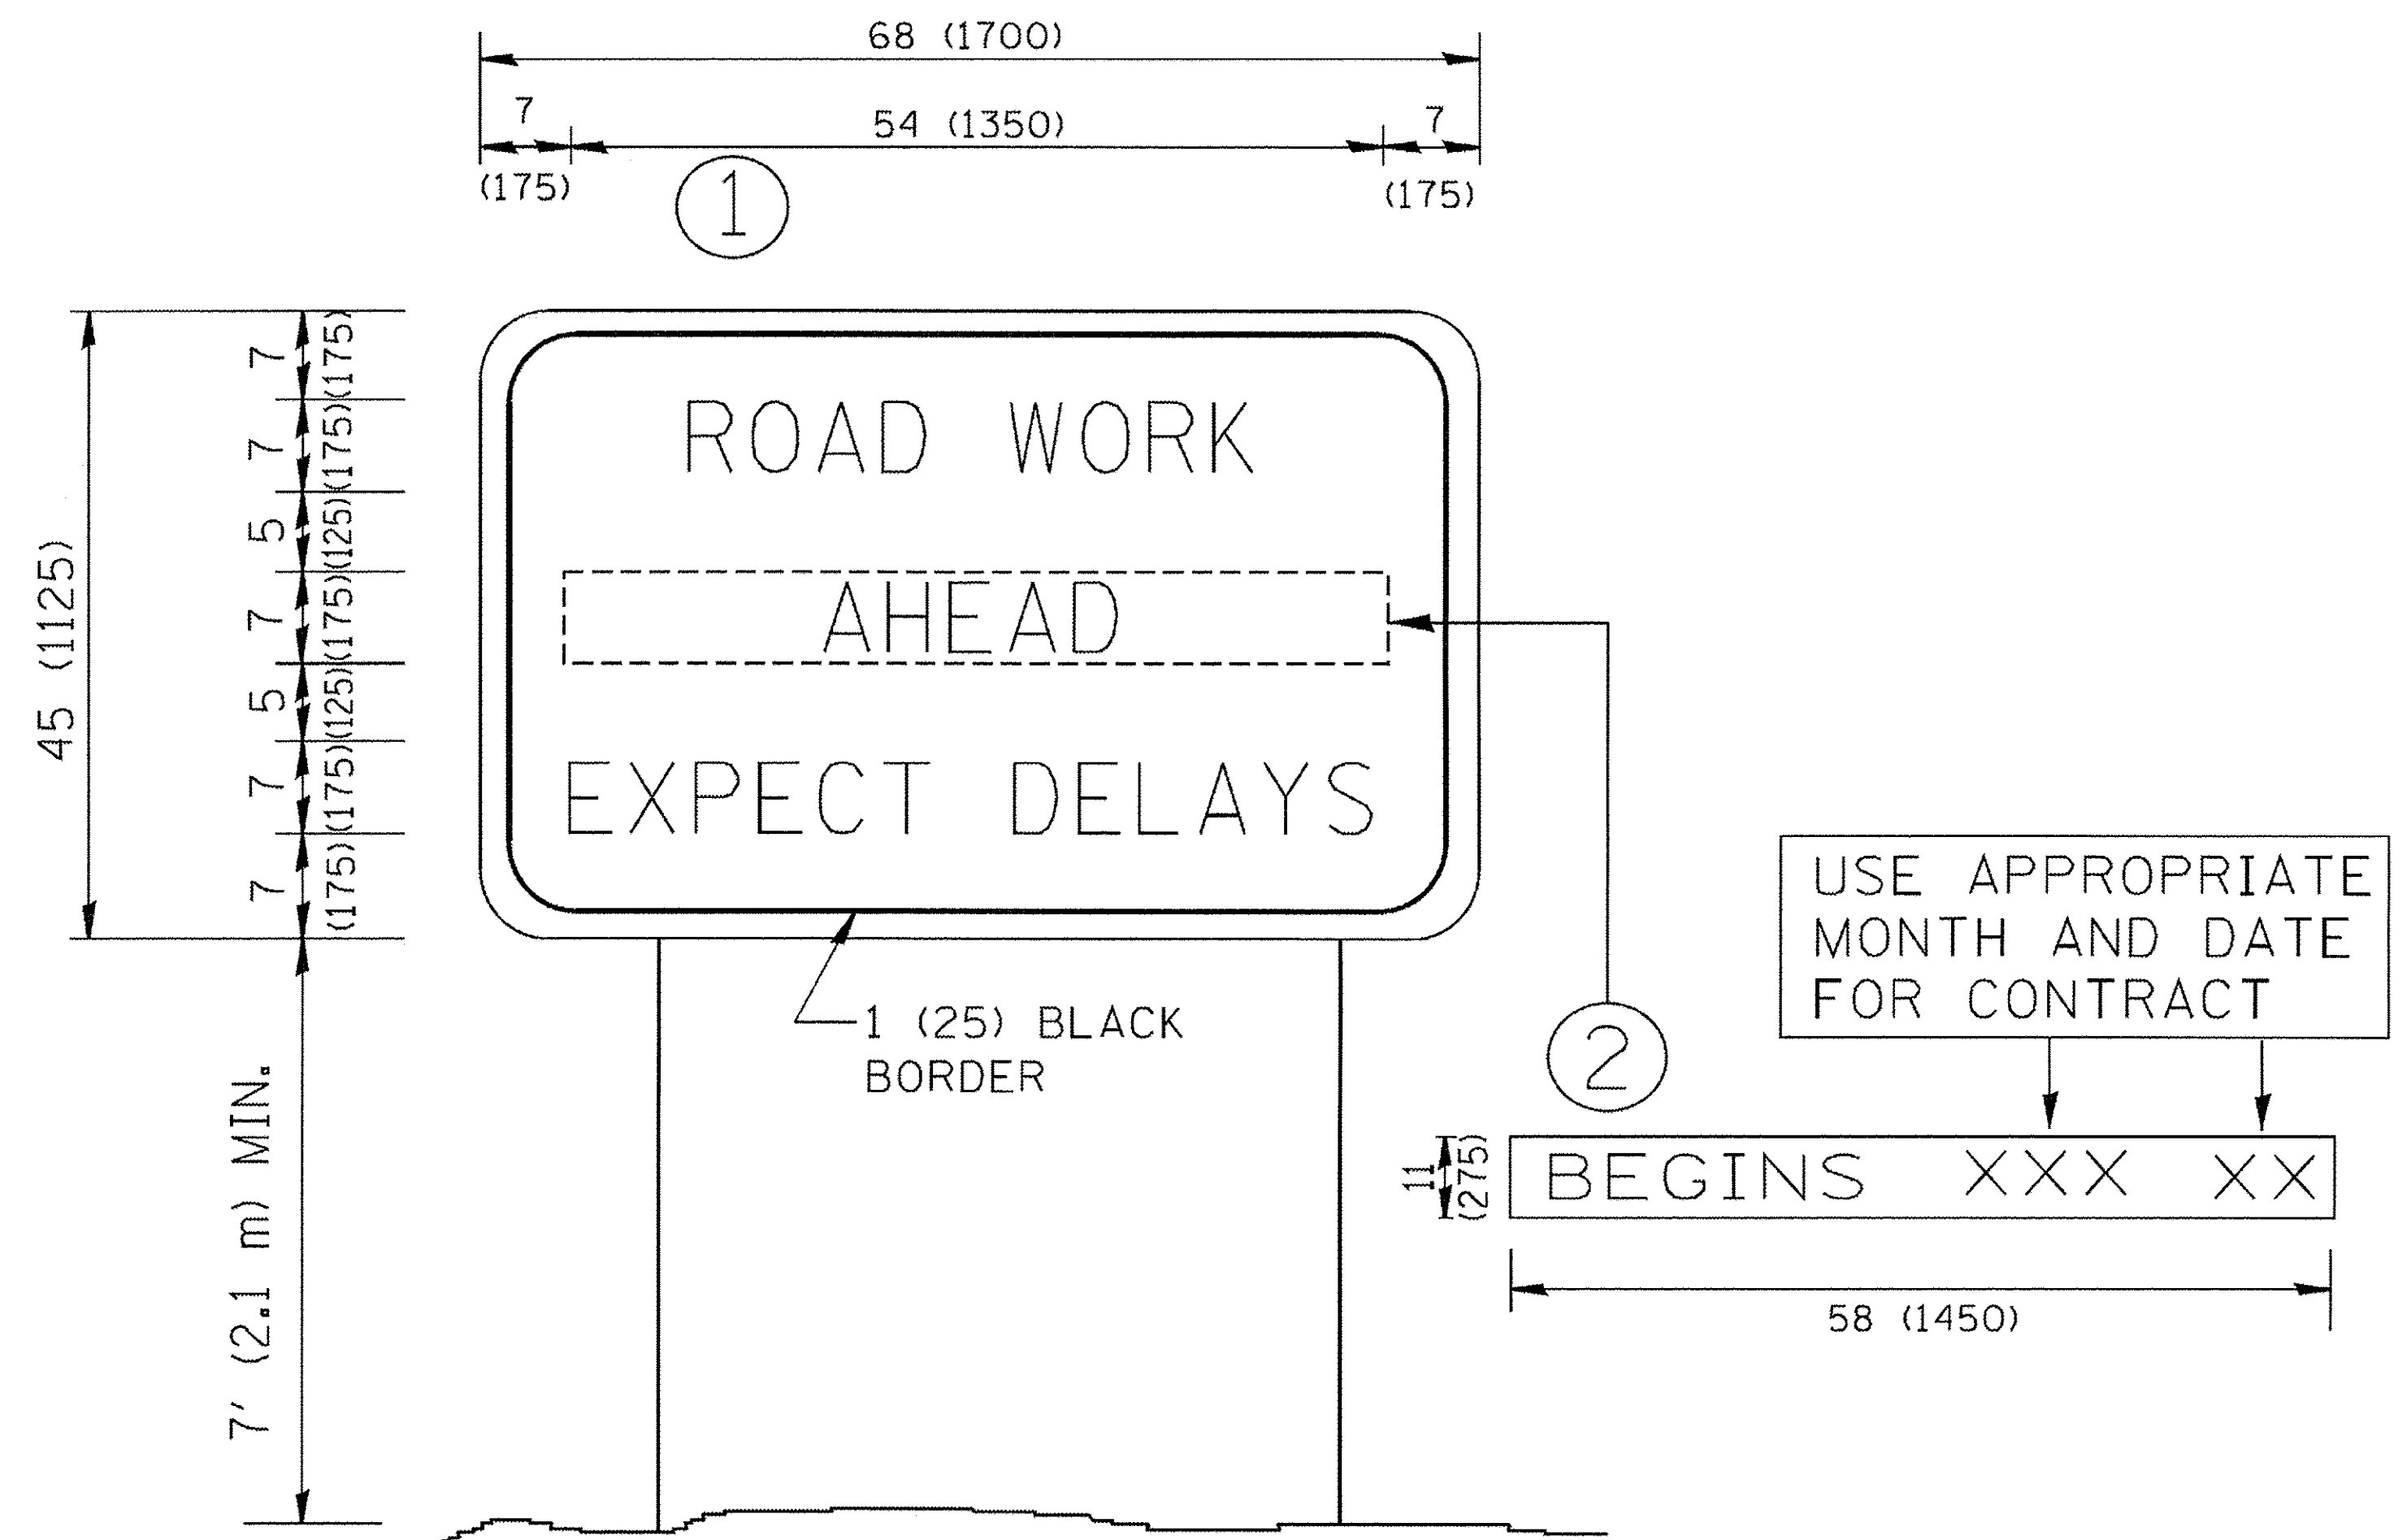 68 (1700)
7
54 (1350)
7
(175)
(175)
1
45 (1125)
7 (175)
7 (175)
5 (125)
7 (175)
5 (125)
7 (175)
7 (175)
7' (2.1 m) MIN.
ROAD WORK
AHEAD
EXPECT DELAYS
1 (25) BLACK
BORDER
2
USE APPROPRIATE
MONTH AND DATE
FOR CONTRACT
11
(275)
BEGINS XXX XX
58 (1450)